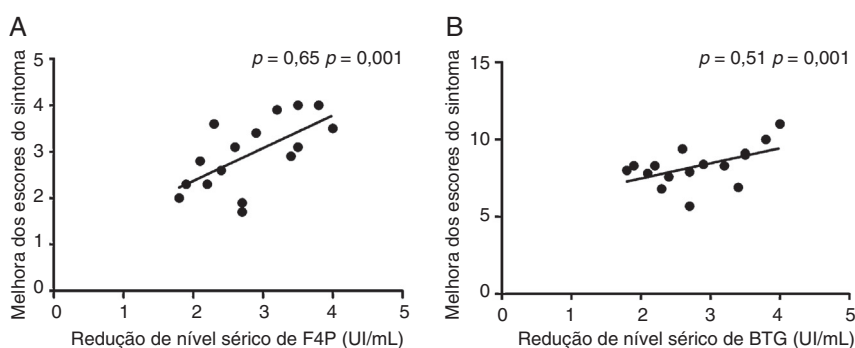 A
Melhora dos escores do sintoma
p = 0,65 p = 0,001
5
4
3
2
1
0
0 1 2 3 4 5
Redução de nível sérico de F4P (UI/mL)
B
Melhora dos escores do sintoma
p = 0,51 p = 0,001
15
10
5
0
0 1 2 3 4 5
Redução de nível sérico de BTG (UI/mL)